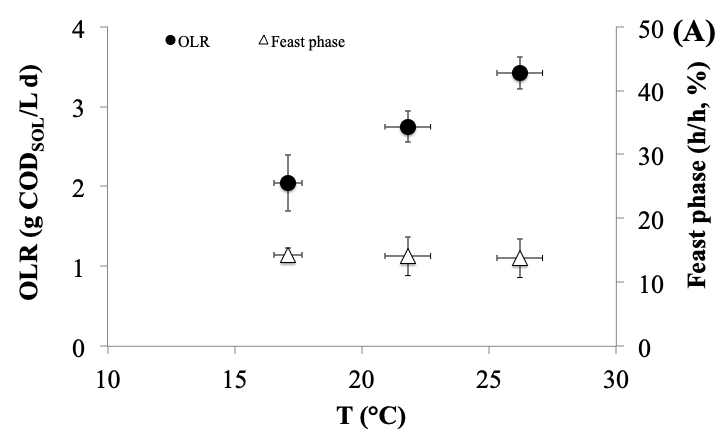 (A)
OLR
Feast phase
OLR (g COD_SOL/L d)
4
3
2
1
0
50
40
30
20
10
0
Feast phase (h/h, %)
10
15
20
25
30
T (°C)